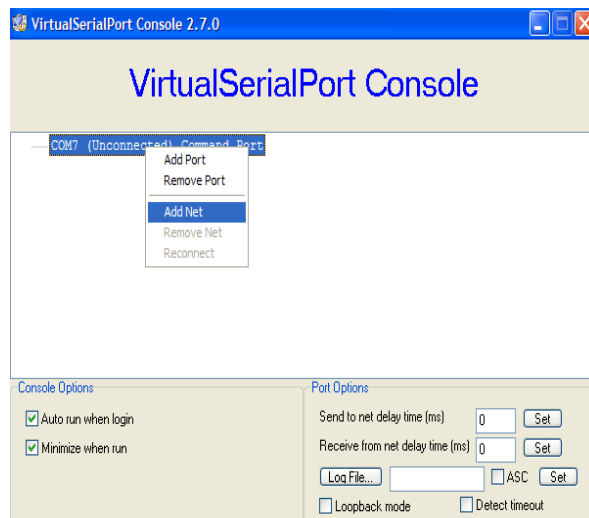 VirtualSerialPort Console 2.7.0
VirtualSerialPort Console
COM7 (Unconnected) Command Port
Add Port
Remove Port
Add Net
Remove Net
Reconnect
Console Options
Auto run when login
Minimize when run
Port Options
Send to net delay time (ms) 0 Set
Receive from net delay time (ms) 0 Set
Log File... ASC Set
Loopback mode Detect timeout